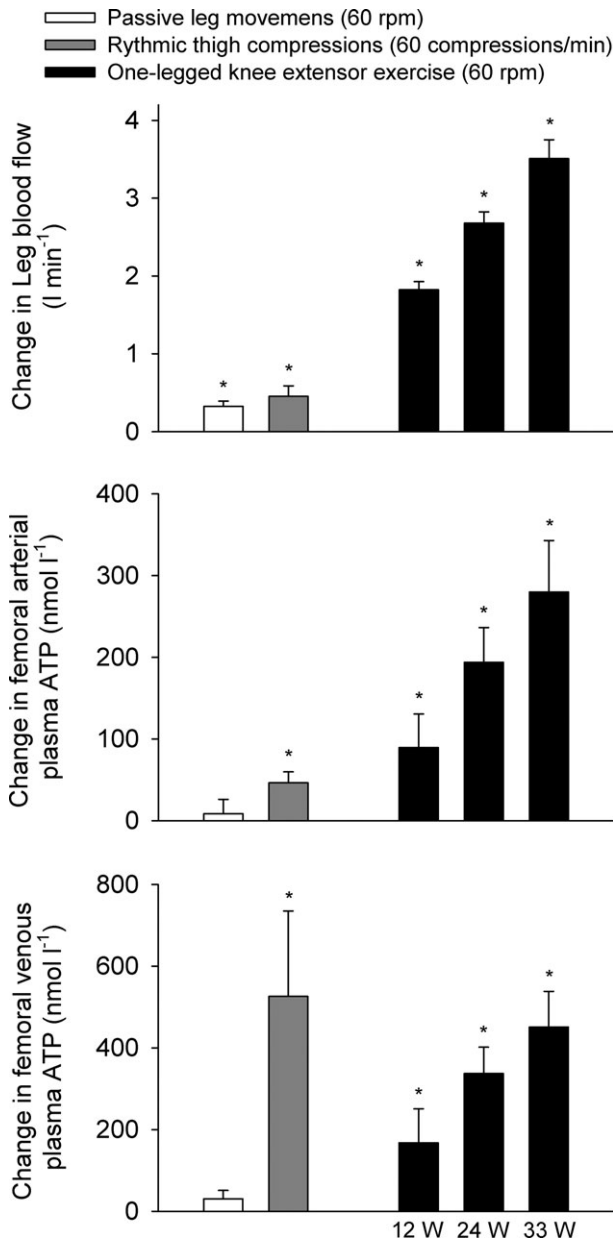 Passive leg movemens (60 rpm)
Rythmic thigh compressions (60 compressions/min)
One-legged knee extensor exercise (60 rpm)
Change in Leg blood flow
(l min⁻¹)
4
3
2
1
0
* * * * *
Change in femoral arterial
plasma ATP (nmol l⁻¹)
400
300
200
100
0
* * * *
Change in femoral venous
plasma ATP (nmol l⁻¹)
800
600
400
200
0
* * * *
12 W 24 W 33 W